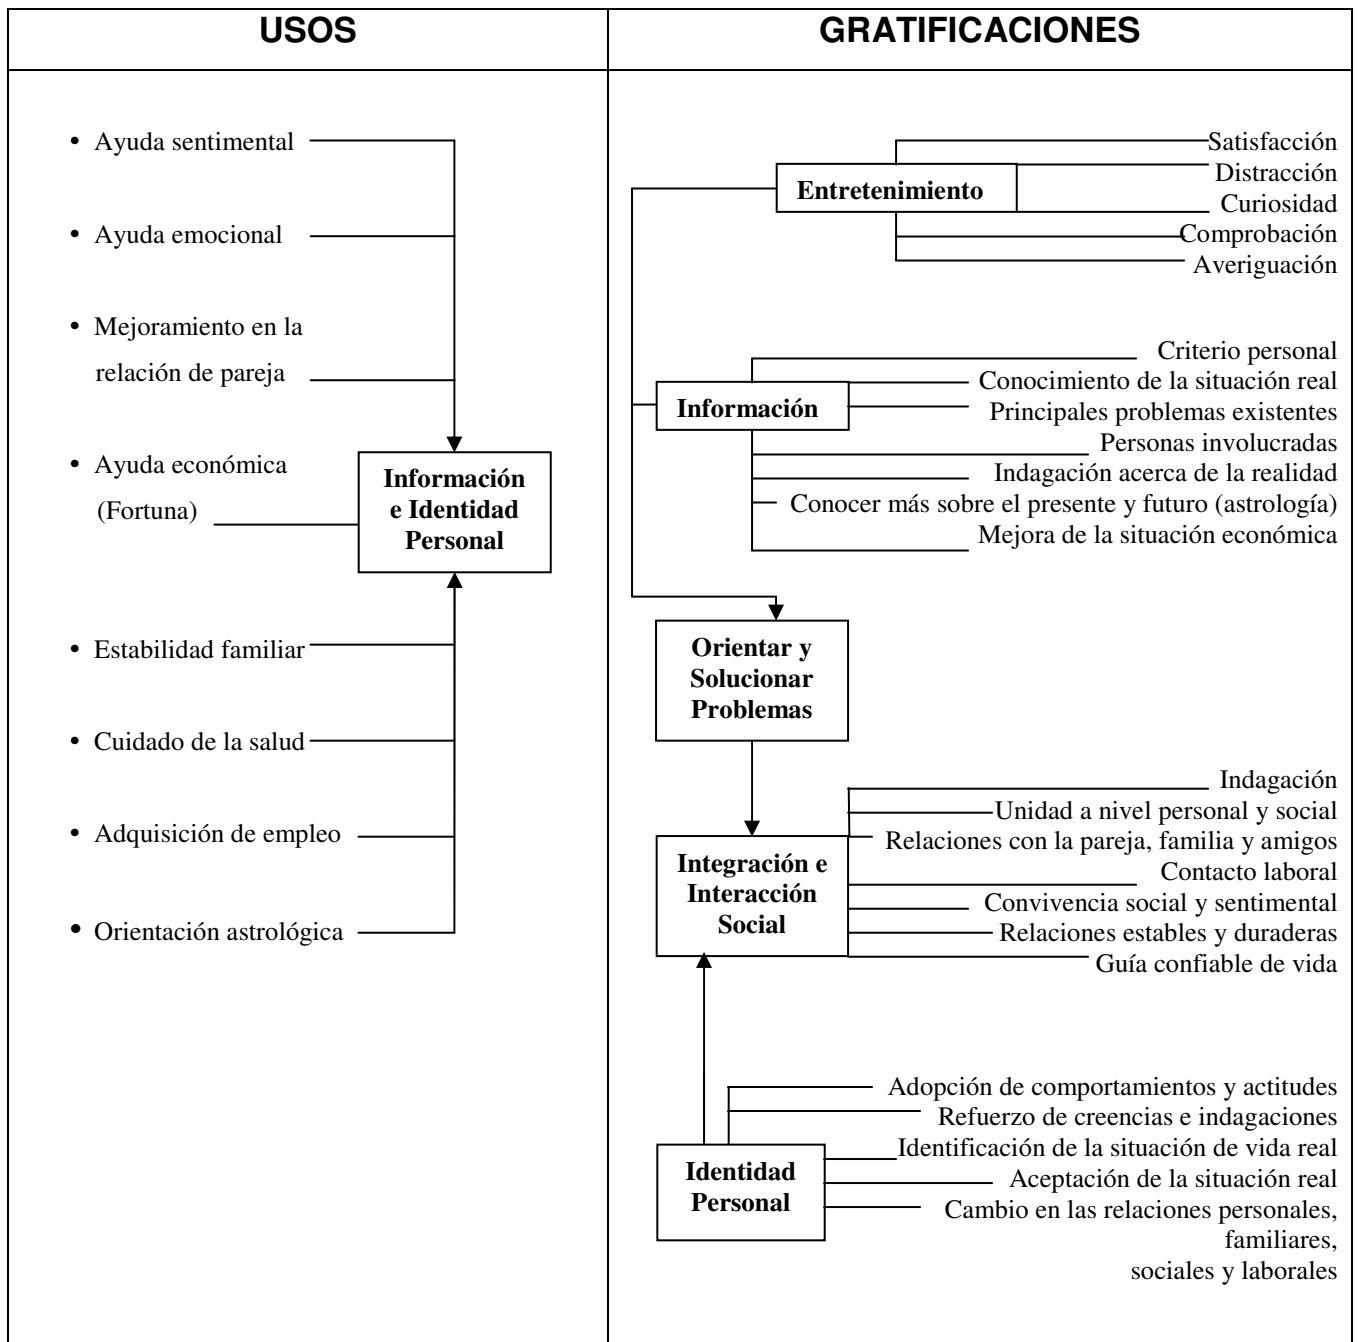 USOS
GRATIFICACIONES
• Ayuda sentimental
• Ayuda emocional
• Mejoramiento en la
relación de pareja
• Ayuda económica
(Fortuna)
Información
e Identidad
Personal
• Estabilidad familiar
• Cuidado de la salud
• Adquisición de empleo
• Orientación astrológica
Entretenimiento
Satisfacción
Distracción
Curiosidad
Comprobación
Averiguación
Información
Criterio personal
Conocimiento de la situación real
Principales problemas existentes
Personas involucradas
Indagación acerca de la realidad
Conocer más sobre el presente y futuro (astrología)
Mejora de la situación económica
Orientar y
Solucionar
Problemas
Integración e
Interacción
Social
Indagación
Unidad a nivel personal y social
Relaciones con la pareja, familia y amigos
Contacto laboral
Convivencia social y sentimental
Relaciones estables y duraderas
Guía confiable de vida
Identidad
Personal
Adopción de comportamientos y actitudes
Refuerzo de creencias e indagaciones
Identificación de la situación de vida real
Aceptación de la situación real
Cambio en las relaciones personales,
familiares,
sociales y laborales